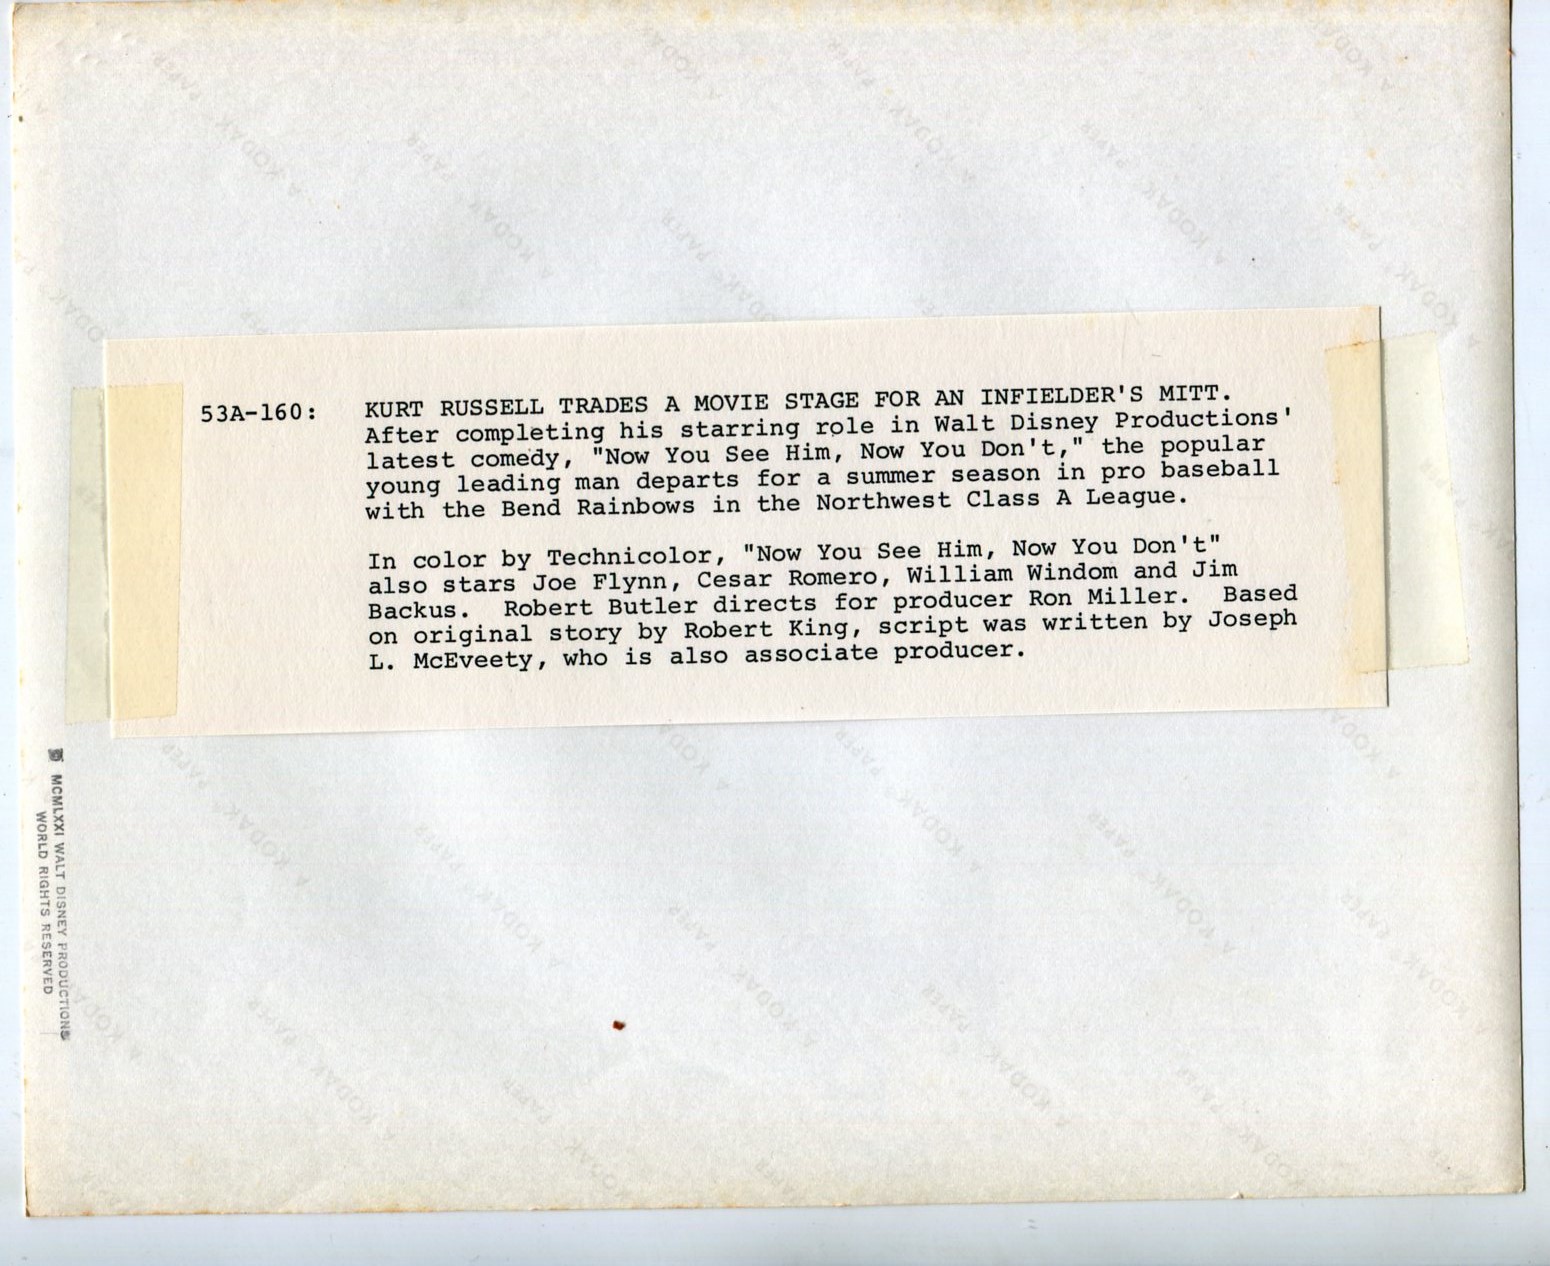 53A-160: KURT RUSSELL TRADES A MOVIE STAGE FOR AN INFIELDER'S MITT.
After completing his starring role in Walt Disney Productions'
latest comedy, "Now You See Him, Now You Don't," the popular
young leading man departs for a summer season in pro baseball
with the Bend Rainbows in the Northwest Class A League.
In color by Technicolor, "Now You See Him, Now You Don't"
also stars Joe Flynn, Cesar Romero, William Windom and Jim
Backus. Robert Butler directs for producer Ron Miller. Based
on original story by Robert King, script was written by Joseph
L. McEveety, who is also associate producer.
MCMLXXI WALT DISNEY PRODUCTIONS
WORLD RIGHTS RESERVED
A KODAK PAPER